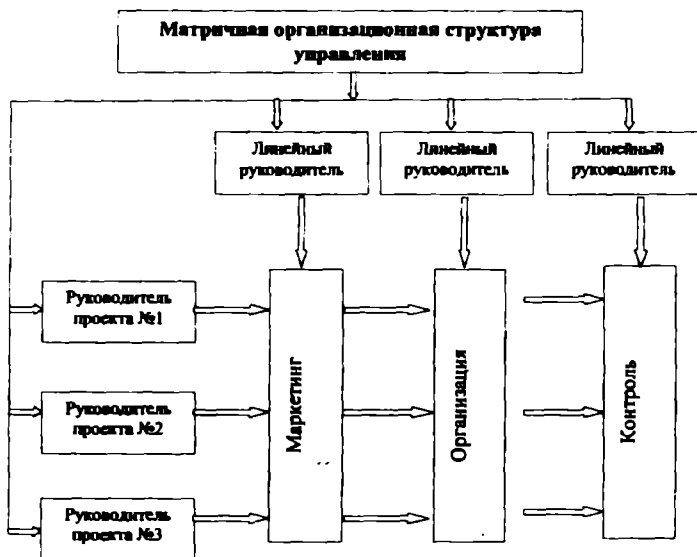 Матричная организационная структура
управления
Линейный
руководитель
Линейный
руководитель
Линейный
руководитель
Руководитель
проекта №1
Руководитель
проекта №2
Руководитель
проекта №3
Маркетинг
Организация
Контроль